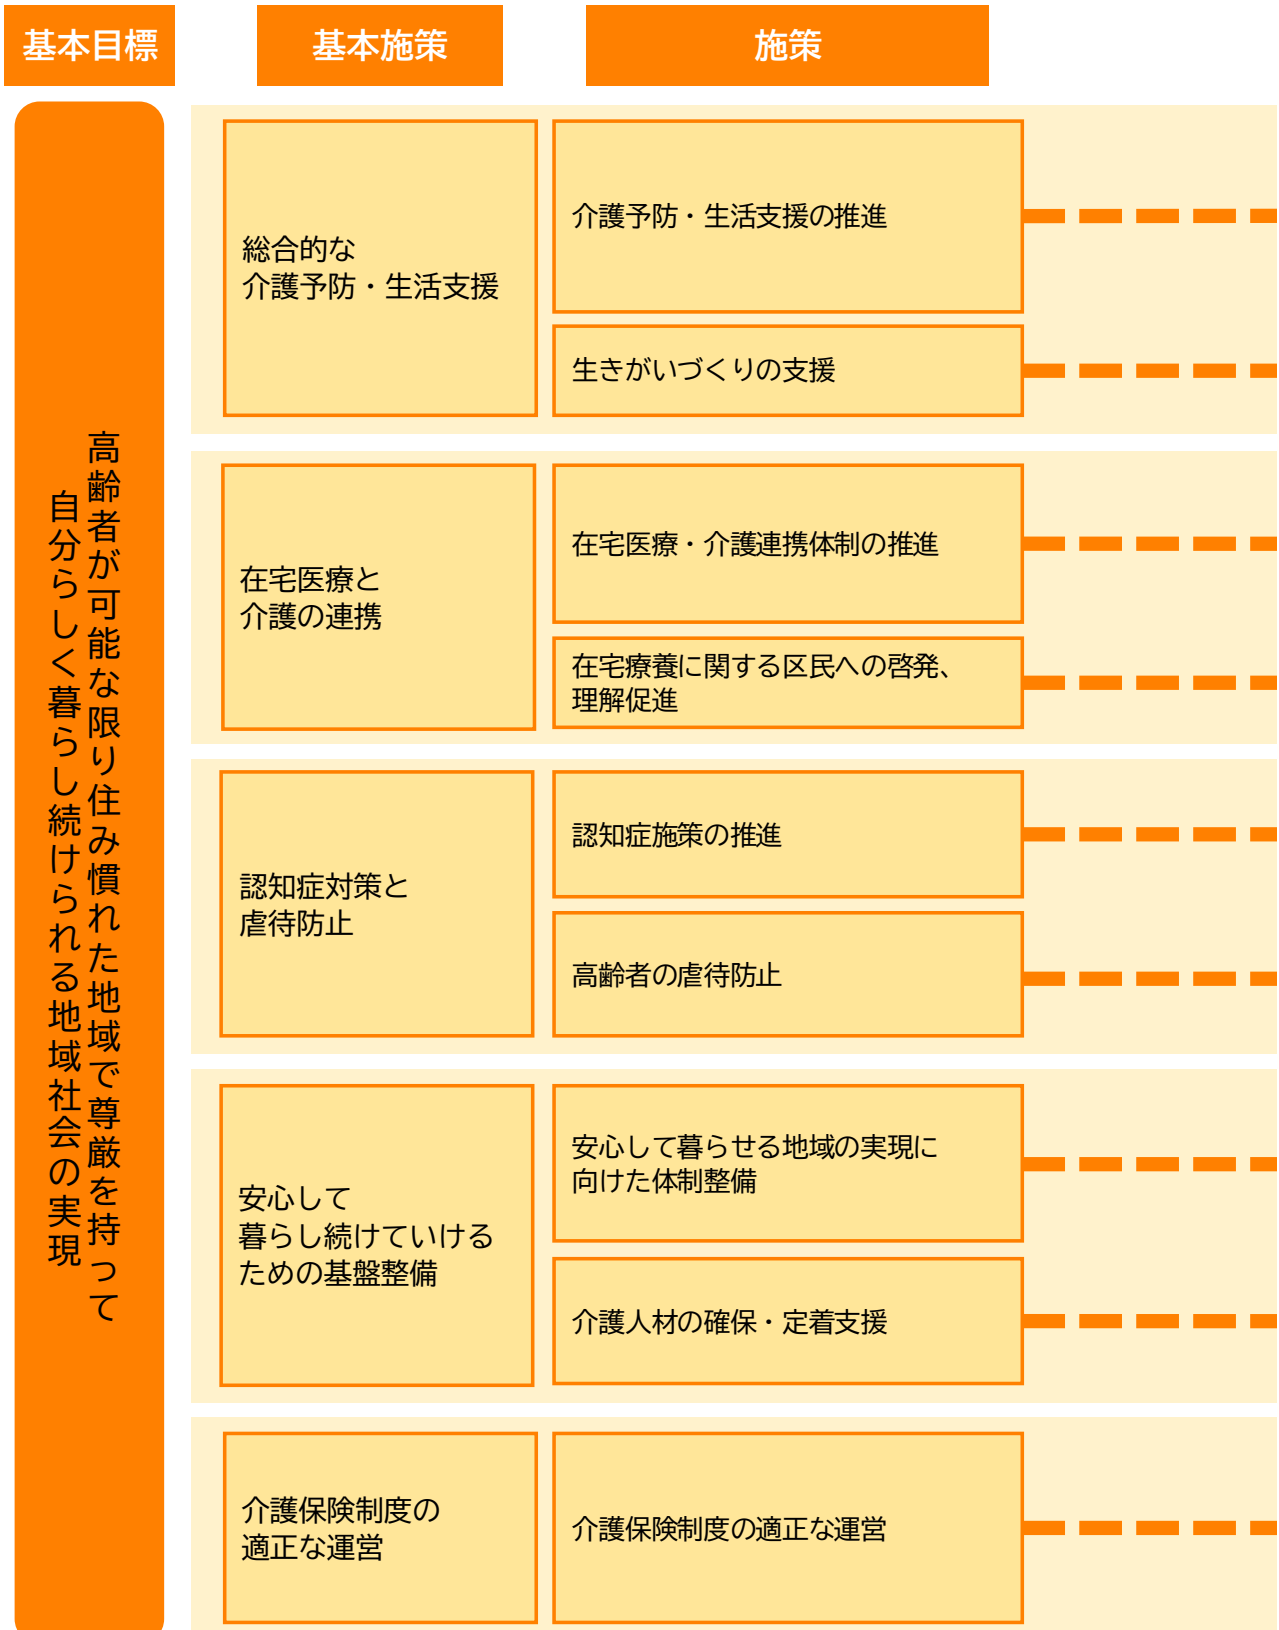 基本目標
基本施策
施策
高齢者が可能な限り住み慣れた地域で尊厳を持って
自分らしく暮らし続けられる地域社会の実現
総合的な
介護予防・生活支援
介護予防・生活支援の推進
生きがいづくりの支援
在宅医療と
介護の連携
在宅医療・介護連携体制の推進
在宅療養に関する区民への啓発、
理解促進
認知症対策と
虐待防止
認知症施策の推進
高齢者の虐待防止
安心して
暮らし続けていける
ための基盤整備
安心して暮らせる地域の実現に
向けた体制整備
介護人材の確保・定着支援
介護保険制度の
適正な運営
介護保険制度の適正な運営